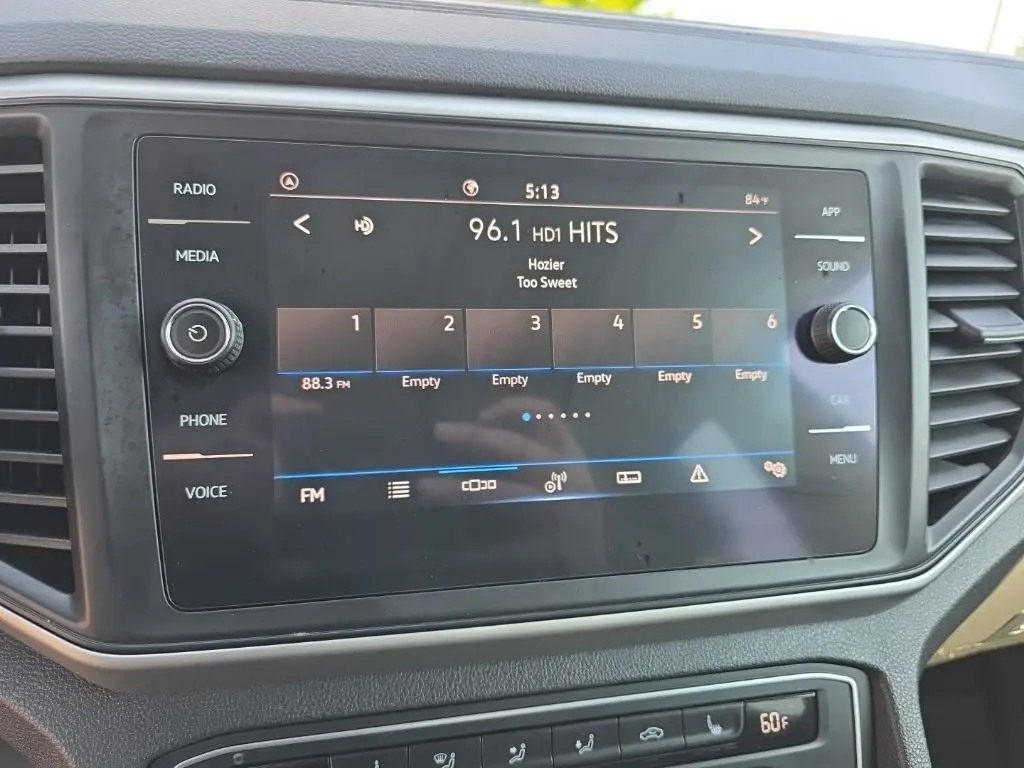 RADIO
MEDIA
PHONE
VOICE
5:13
84°F
HD
96.1 HD1 HITS
Hozier
Too Sweet
1 2 3 4 5 6
88.3 FM Empty Empty Empty Empty Empty
FM
APP
SOUND
CAR
MENU
60F